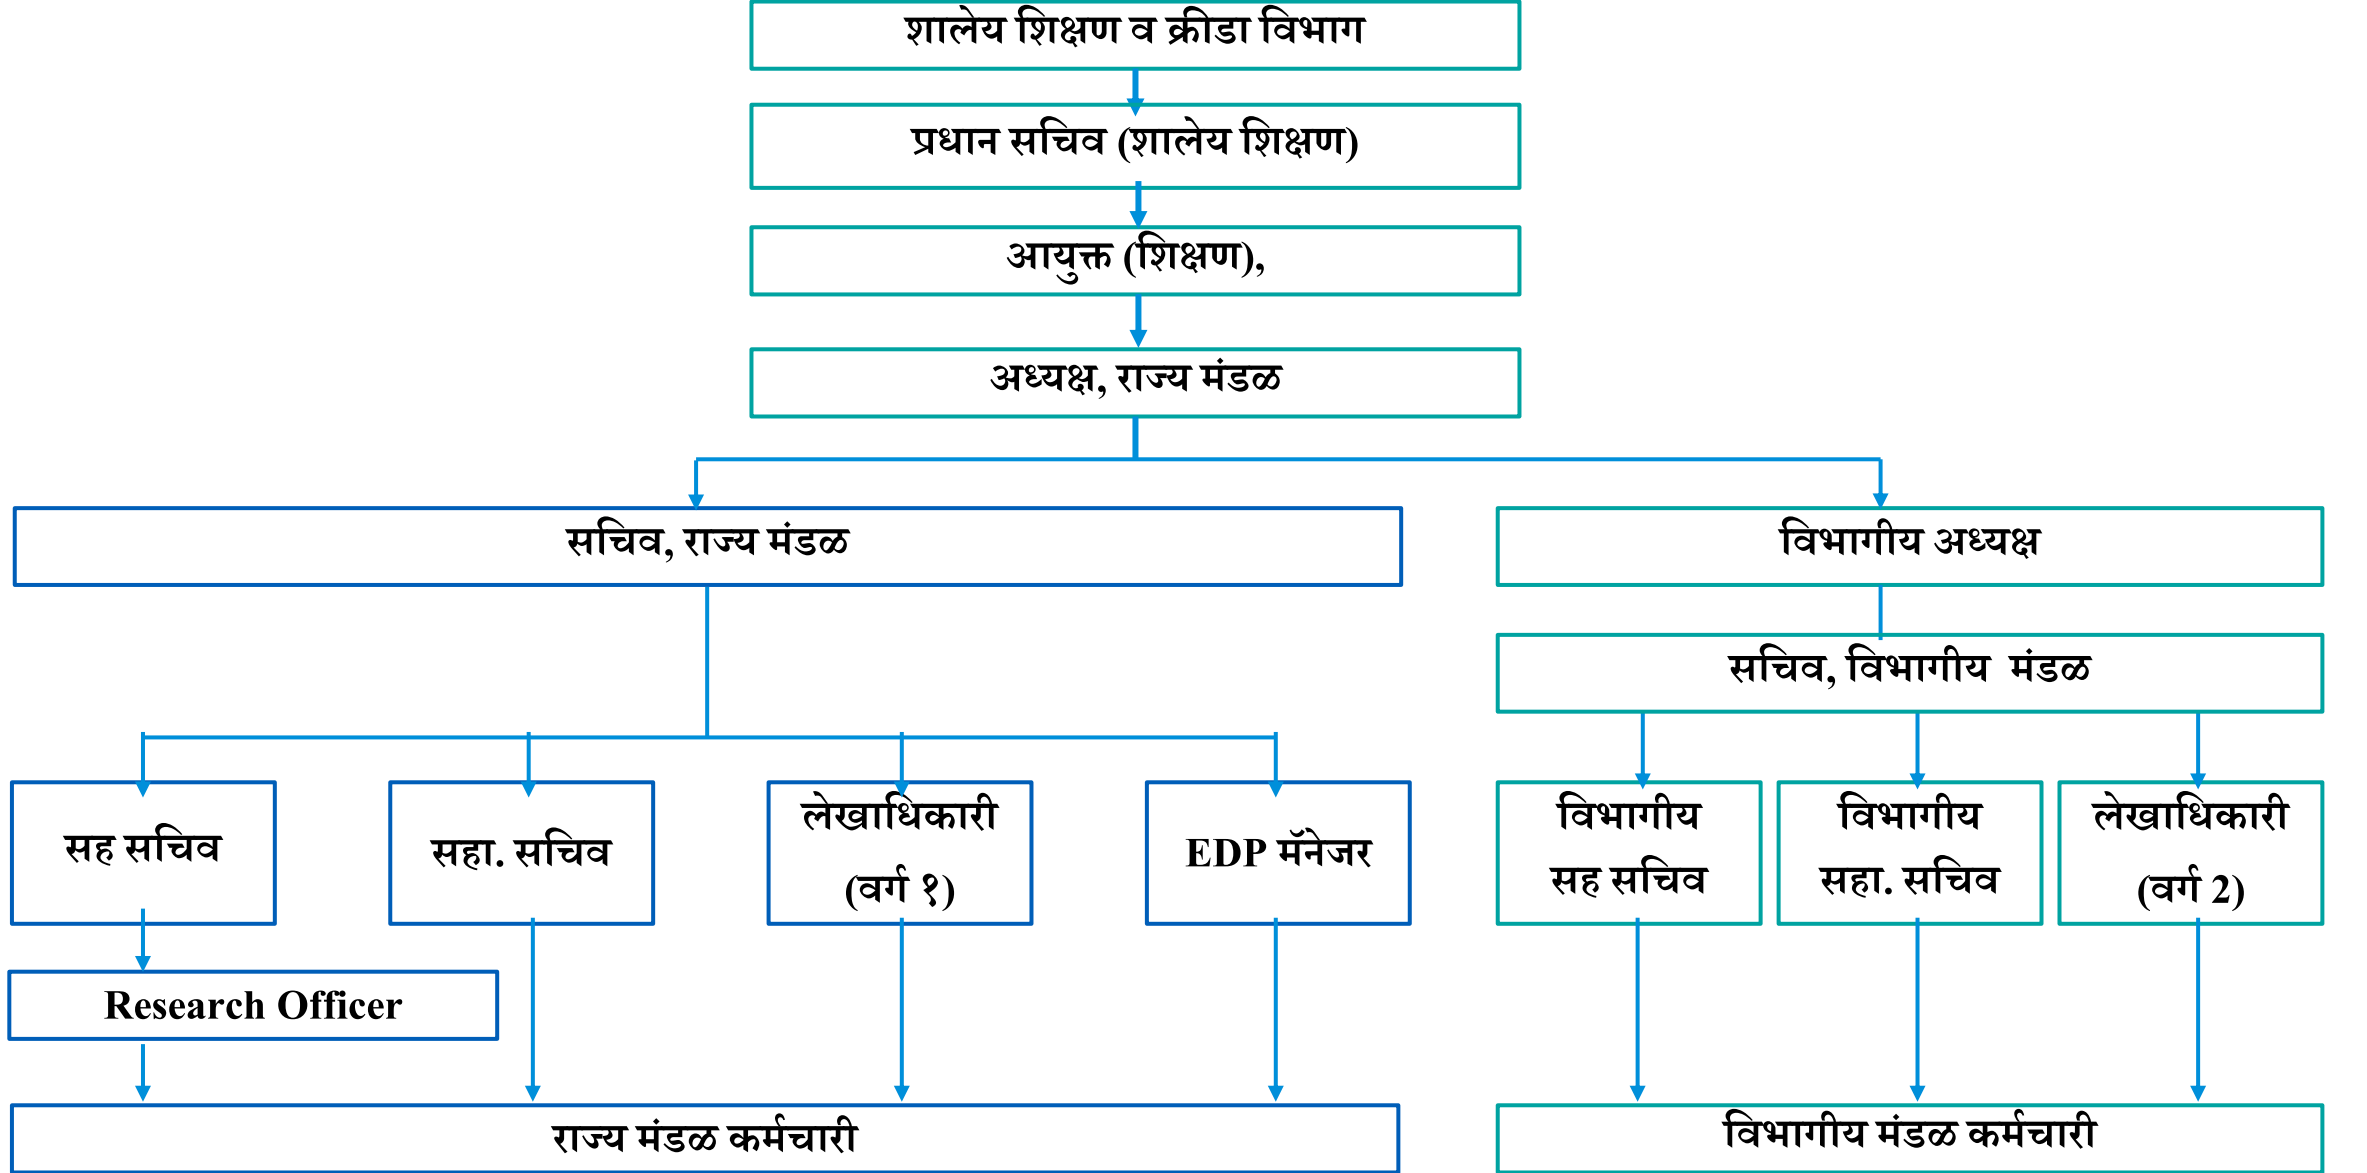 शालेय शिक्षण व क्रीडा विभाग
प्रधान सचिव (शालेय शिक्षण)
आयुक्त (शिक्षण),
अध्यक्ष, राज्य मंडळ
सचिव, राज्य मंडळ
विभागीय अध्यक्ष
सचिव, विभागीय मंडळ
सह सचिव
सहा. सचिव
लेखाधिकारी
(वर्ग १)
EDP मॅनेजर
विभागीय
सह सचिव
विभागीय
सहा. सचिव
लेखाधिकारी
(वर्ग 2)
Research Officer
राज्य मंडळ कर्मचारी
विभागीय मंडळ कर्मचारी